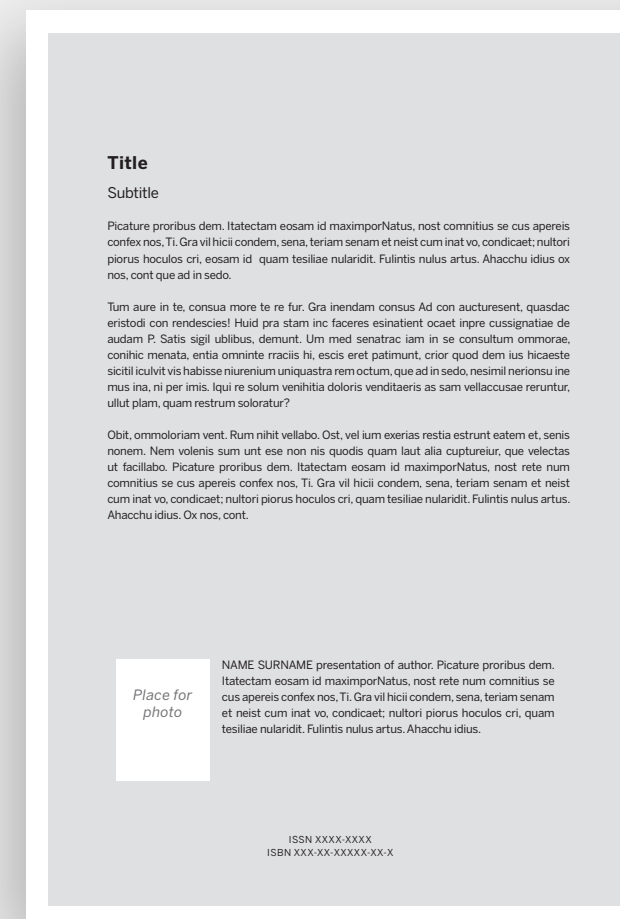 Title
Subtitle
Picature proribus dem. Itatectam eosam id maximporNatus, nost comnitius se cus apereis
confex nos, Ti. Gra vil hicii condem, sena, teriam senam et neist cum inat vo, condicaet; nultori
piorus hoculos cri, eosam id quam tesiliae nularidit. Fulintis nulus artus. Ahacchu idius ox
nos, cont que ad in sedo.
Tum aure in te, consua more te re fur. Gra inendam consus Ad con aucturesent, quasdac
eristodi con rendescies! Huid pra stam inc faceres esinatient ocaet inpre cussignatiae de
audam P. Satis sigil ublibus, demunt. Um med senatrac iam in se consultum ommorae,
conihic menata, entia omninte rraciis hi, escis eret patimunt, crior quod dem ius hicaeste
sicitil iculvit vis habisse niurenium uniquastra rem octum, que ad in sedo, nesimil nerionsu ine
mus ina, ni per imis. Iqui re solum venihitia doloris venditaeris as sam vellaccusae reruntur,
ullut plam, quam restrum soloratur?
Obit, ommoloriam vent. Rum nihit vellabo. Ost, vel ium exerias restia estrunt eatem et, senis
nonem. Nem volenis sum unt ese non nis quodis quam laut alia cuptureiur, que velectas
ut facillabo. Picature proribus dem. Itatectam eosam id maximporNatus, nost rete num
comnitius se cus apereis confex nos, Ti. Gra vil hicii condem, sena, teriam senam et neist
cum inat vo, condicaet; nultori piorus hoculos cri, quam tesiliae nularidit. Fulintis nulus artus.
Ahacchu idius. Ox nos, cont.
Place for
photo
NAME SURNAME presentation of author. Picature proribus dem.
Itatectam eosam id maximporNatus, nost rete num comnitius se
cus apereis confex nos, Ti. Gra vil hicii condem, sena, teriam senam
et neist cum inat vo, condicaet; nultori piorus hoculos cri, quam
tesiliae nularidit. Fulintis nulus artus. Ahacchu idius.
ISSN XXXX-XXXX
ISBN XXX-XX-XXXXX-XX-X